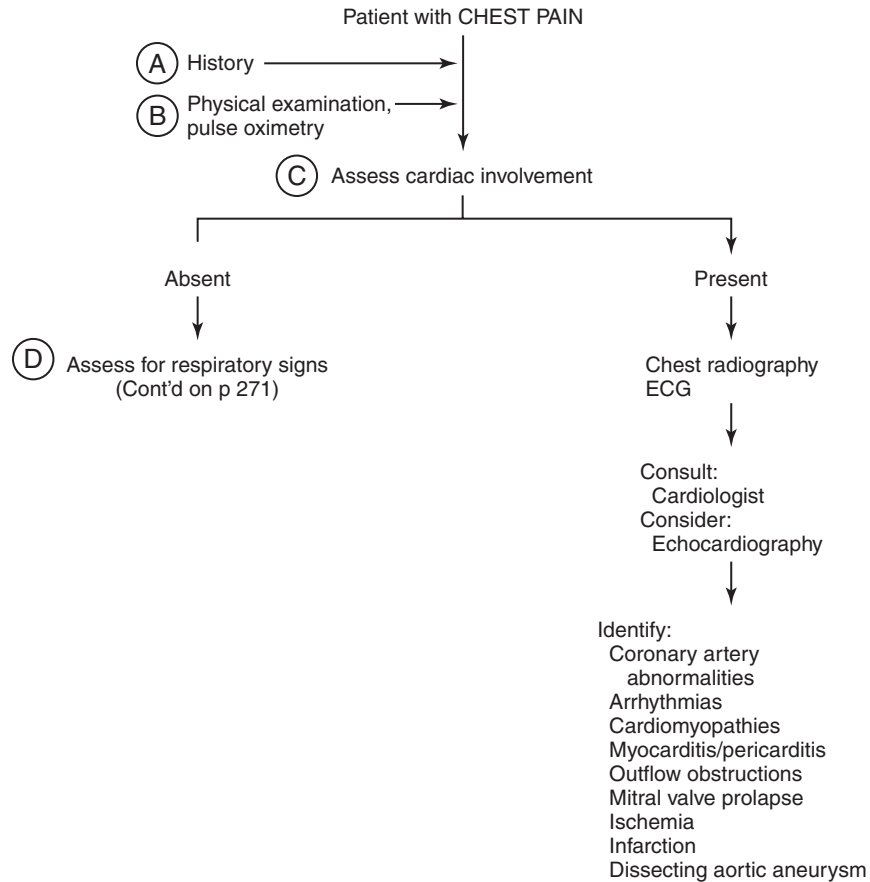 Patient with CHEST PAIN
A History
B Physical examination,
pulse oximetry
C Assess cardiac involvement
Absent
Present
D Assess for respiratory signs
(Cont'd on p 271)
Chest radiography
ECG
Consult:
Cardiologist
Consider:
Echocardiography
Identify:
Coronary artery
abnormalities
Arrhythmias
Cardiomyopathies
Myocarditis/pericarditis
Outflow obstructions
Mitral valve prolapse
Ischemia
Infarction
Dissecting aortic aneurysm